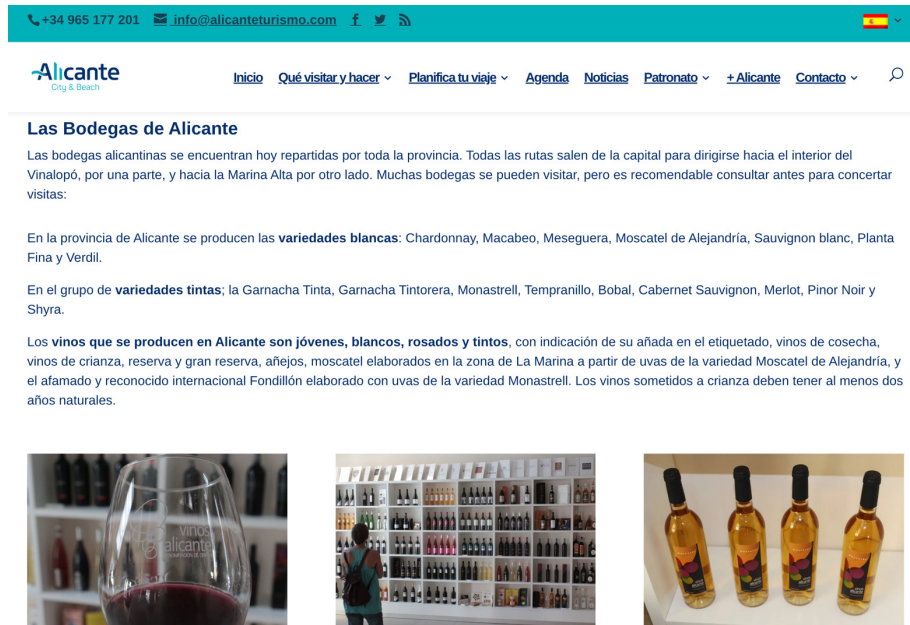 +34 965 177 201 info@alicanteturismo.com
Alicante
City & Beach
Inicio Qué visitar y hacer Planifica tu viaje Agenda Noticias Patronato + Alicante Contacto
Las Bodegas de Alicante
Las bodegas alicantinas se encuentran hoy repartidas por toda la provincia. Todas las rutas salen de la capital para dirigirse hacia el interior del
Vinalopó, por una parte, y hacia la Marina Alta por otro lado. Muchas bodegas se pueden visitar, pero es recomendable consultar antes para concertar
visitas:
En la provincia de Alicante se producen las variedades blancas: Chardonnay, Macabeo, Meseguera, Moscatel de Alejandría, Sauvignon blanc, Planta
Fina y Verdil.
En el grupo de variedades tintas; la Garnacha Tinta, Garnacha Tintorera, Monastrell, Tempranillo, Bobal, Cabernet Sauvignon, Merlot, Pinor Noir y
Shyra.
Los vinos que se producen en Alicante son jóvenes, blancos, rosados y tintos, con indicación de su añada en el etiquetado, vinos de cosecha,
vinos de crianza, reserva y gran reserva, añejos, moscatel elaborados en la zona de La Marina a partir de uvas de la variedad Moscatel de Alejandría, y
el afamado y reconocido internacional Fondillón elaborado con uvas de la variedad Monastrell. Los vinos sometidos a crianza deben tener al menos dos
años naturales.
vinos
alicante